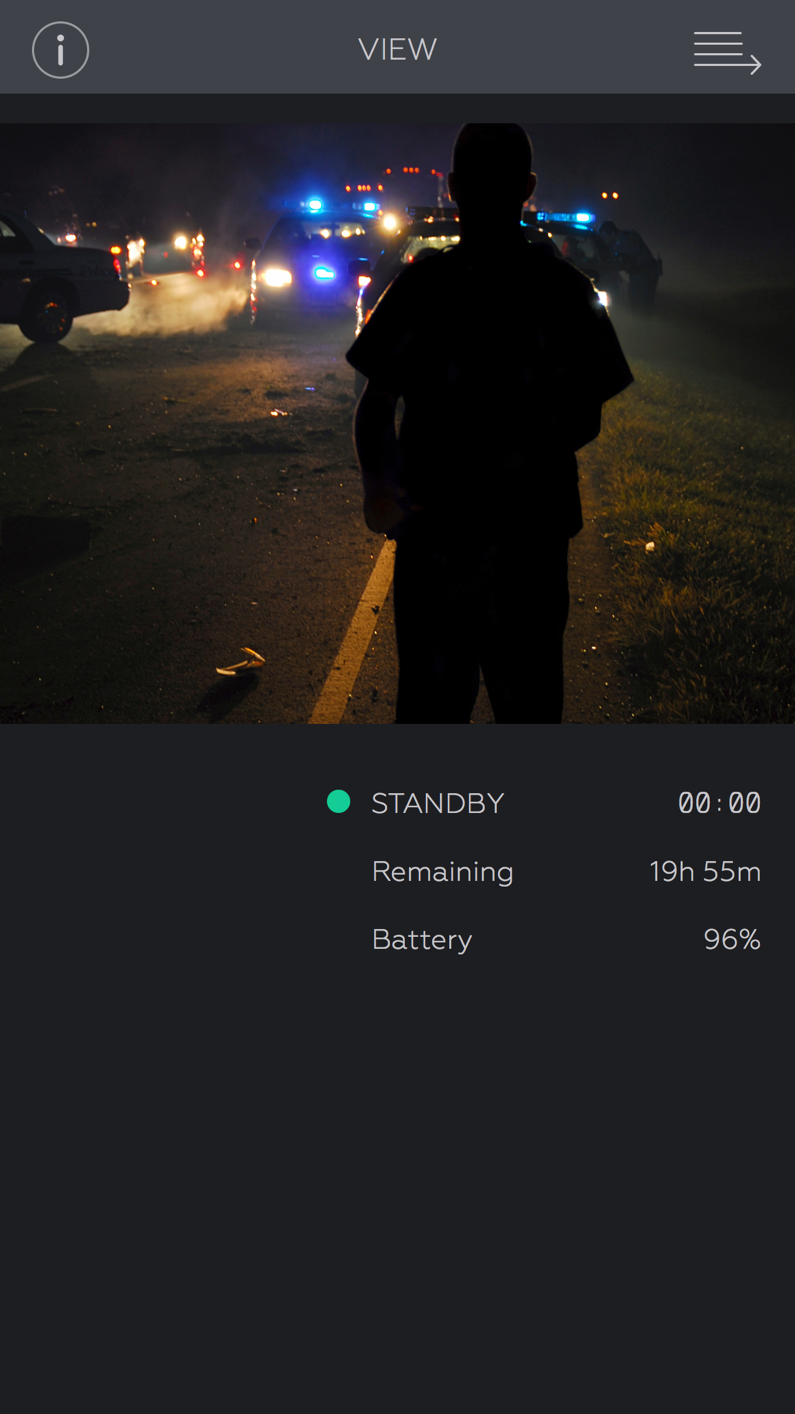 VIEW
STANDBY 00:00
Remaining 19h 55m
Battery 96%